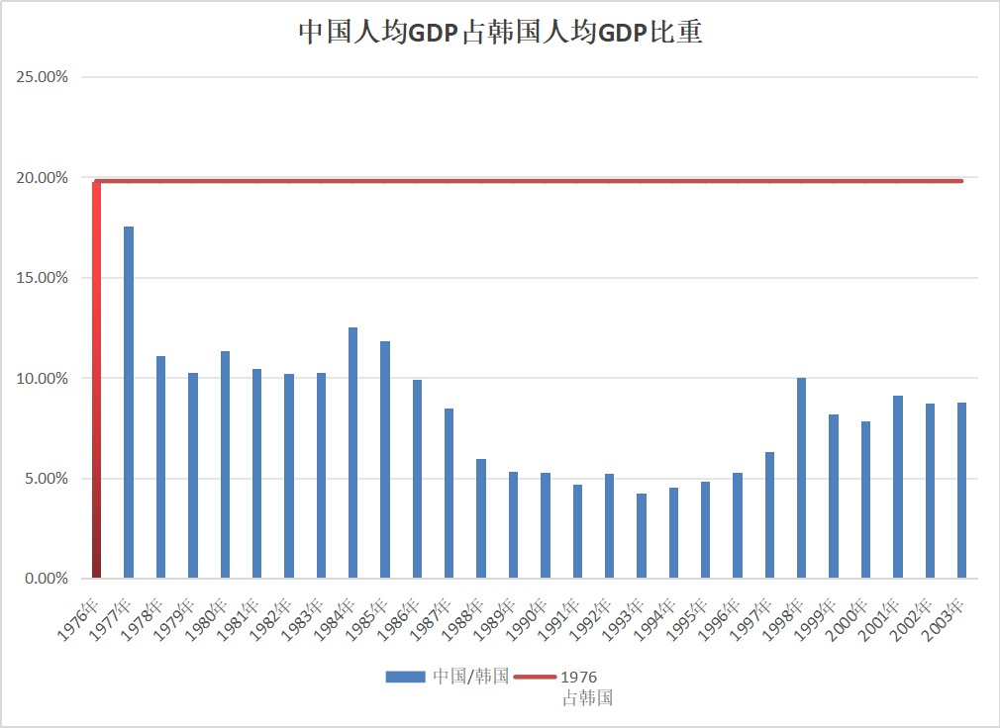 中国人均GDP占韩国人均GDP比重
25.00%
20.00%
15.00%
10.00%
5.00%
0.00%
1976年
1977年
1978年
1979年
1980年
1981年
1982年
1983年
1984年
1985年
1986年
1987年
1988年
1989年
1990年
1991年
1992年
1993年
1994年
1995年
1996年
1997年
1998年
1999年
2000年
2001年
2002年
2003年
中国/韩国
1976
占韩国